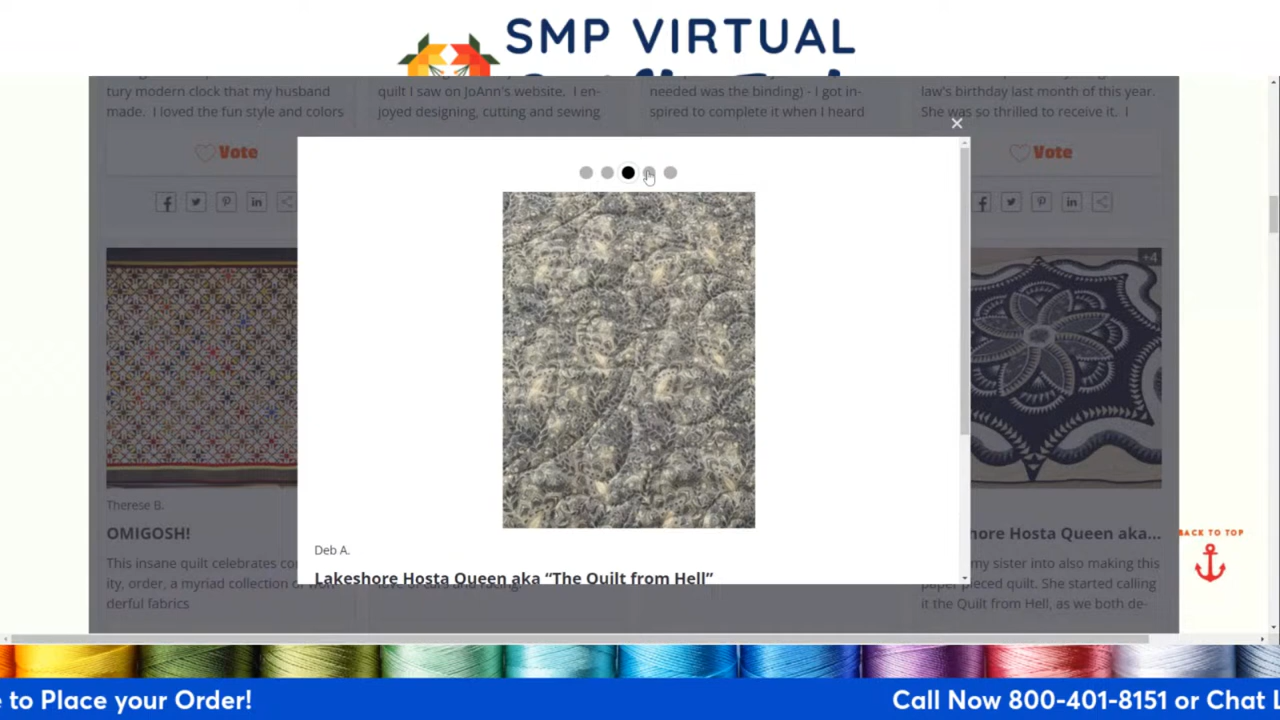 SMP VIRTUAL
tury modern clock that my husband
made. I loved the fun style and colors
quilt I saw on JoAnn's website. I en-
joyed designing, cutting and sewing
needed was the binding) - I got in-
spired to complete it when I heard
law's birthday last month of this year.
She was so thrilled to receive it. I
Vote
Vote
+4
Deb A.
Lakeshore Hosta Queen aka “The Quilt from Hell”
Therese B.
OMIGOSH!
This insane quilt celebrates
ity, order, a myriad collection
derful fabrics
hore Hosta Queen aka...
my sister into also making this
paper pieced quilt. She started calling
it the Quilt from Hell, as we both de-
BACK TO TOP
to Place your Order!
Call Now 800-401-8151 or Chat